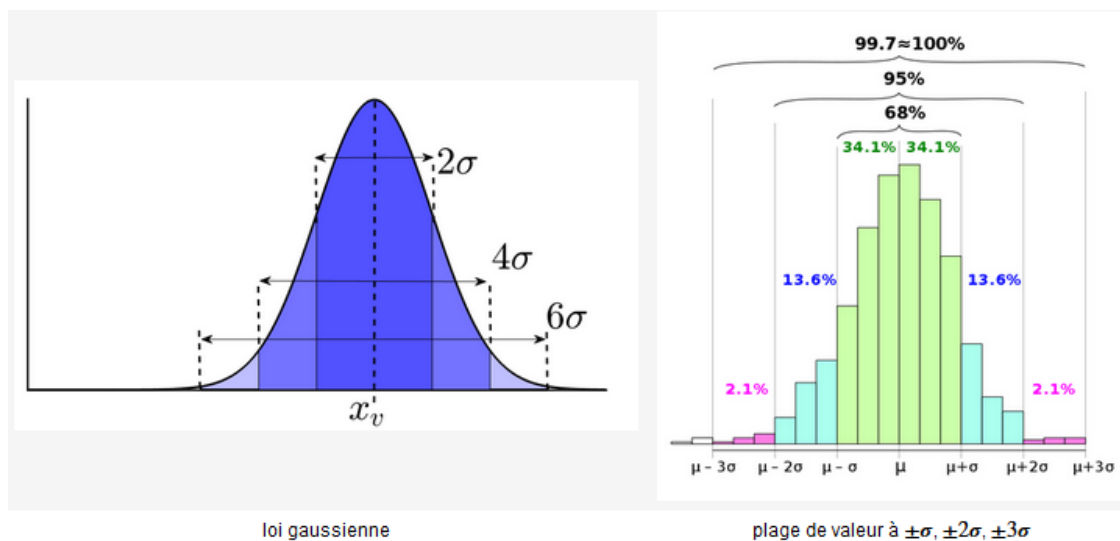 2σ
4σ
6σ
x_v
loi gaussienne
99.7≈100%
95%
68%
34.1% 34.1%
13.6% 13.6%
2.1% 2.1%
μ – 3σ μ – 2σ μ – σ μ μ+σ μ+2σ μ+3σ
plage de valeur à ±σ, ±2σ, ±3σ